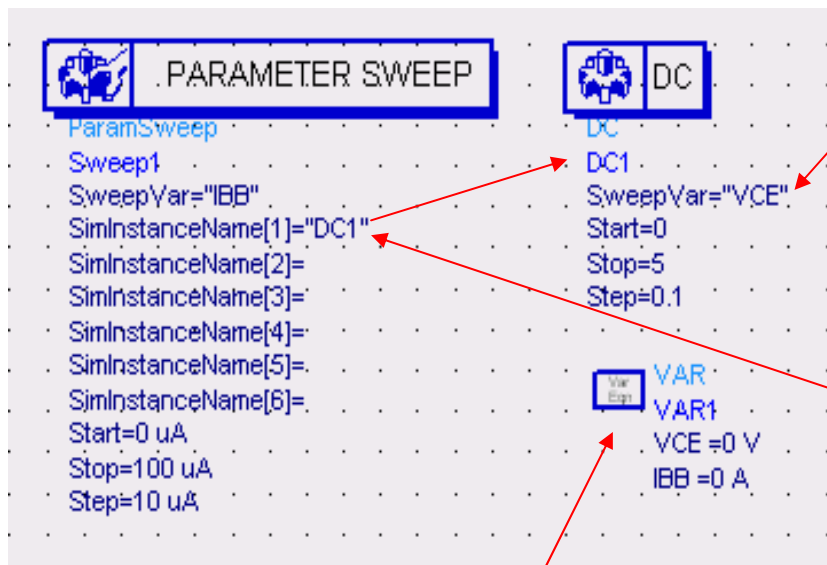 PARAMETER SWEEP
ParamSweep
Sweep1
SweepVar="IBB"
SimInstanceName[1]="DC1"
SimInstanceName[2]=
SimInstanceName[3]=
SimInstanceName[4]=
SimInstanceName[5]=
SimInstanceName[6]=
Start=0 uA
Stop=100 uA
Step=10 uA
DC
DC
DC1
SweepVar="VCE"
Start=0
Stop=5
Step=0.1
Var
Eqn
VAR
VAR1
VCE =0 V
IBB =0 A